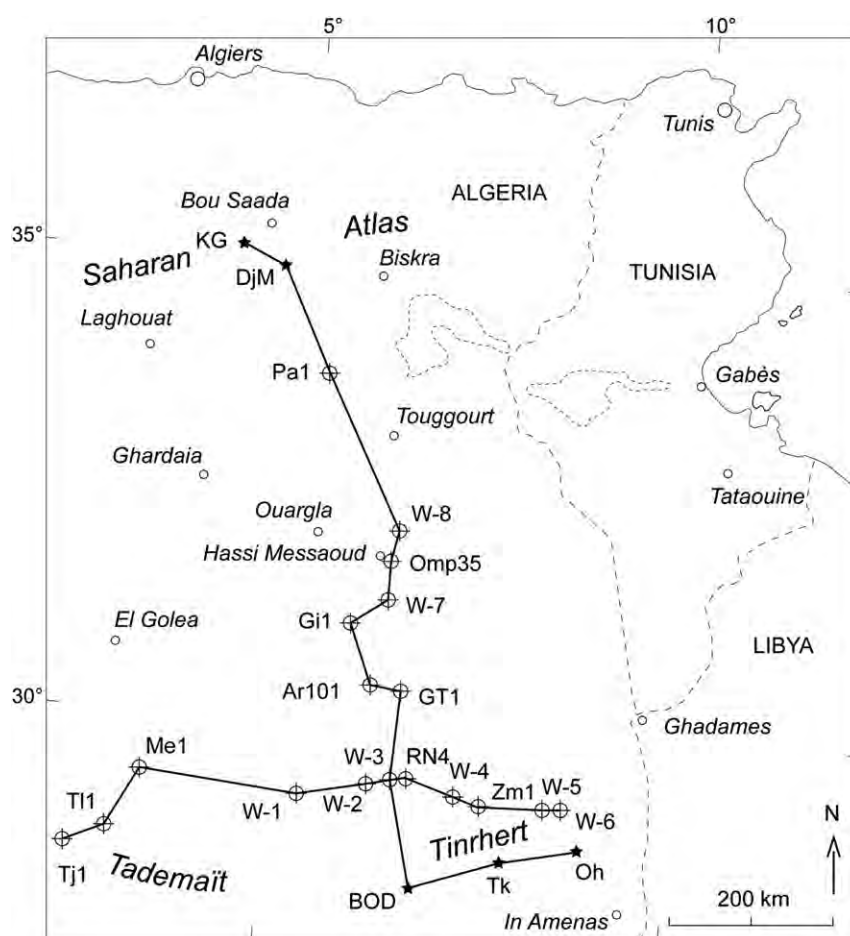 5° 10°
Algiers
Tunis
Bou Saada
ALGERIA
35°
KG
Atlas
Saharan
DjM
Biskra
TUNISIA
Laghouat
Pa1
Gabès
Touggourt
Ghardaia
Tataouine
Ouargla
W-8
Hassi Messaoud
Omp35
W-7
El Golea
Gi1
LIBYA
Ar101
GT1
30°
Ghadames
Me1
W-3
RN4
W-4
Zm1
W-5
W-1
W-2
W-6
Tl1
Tinrhert
N
Tj1
Tademaït
BOD
Tk
Oh
200 km
In Amenas